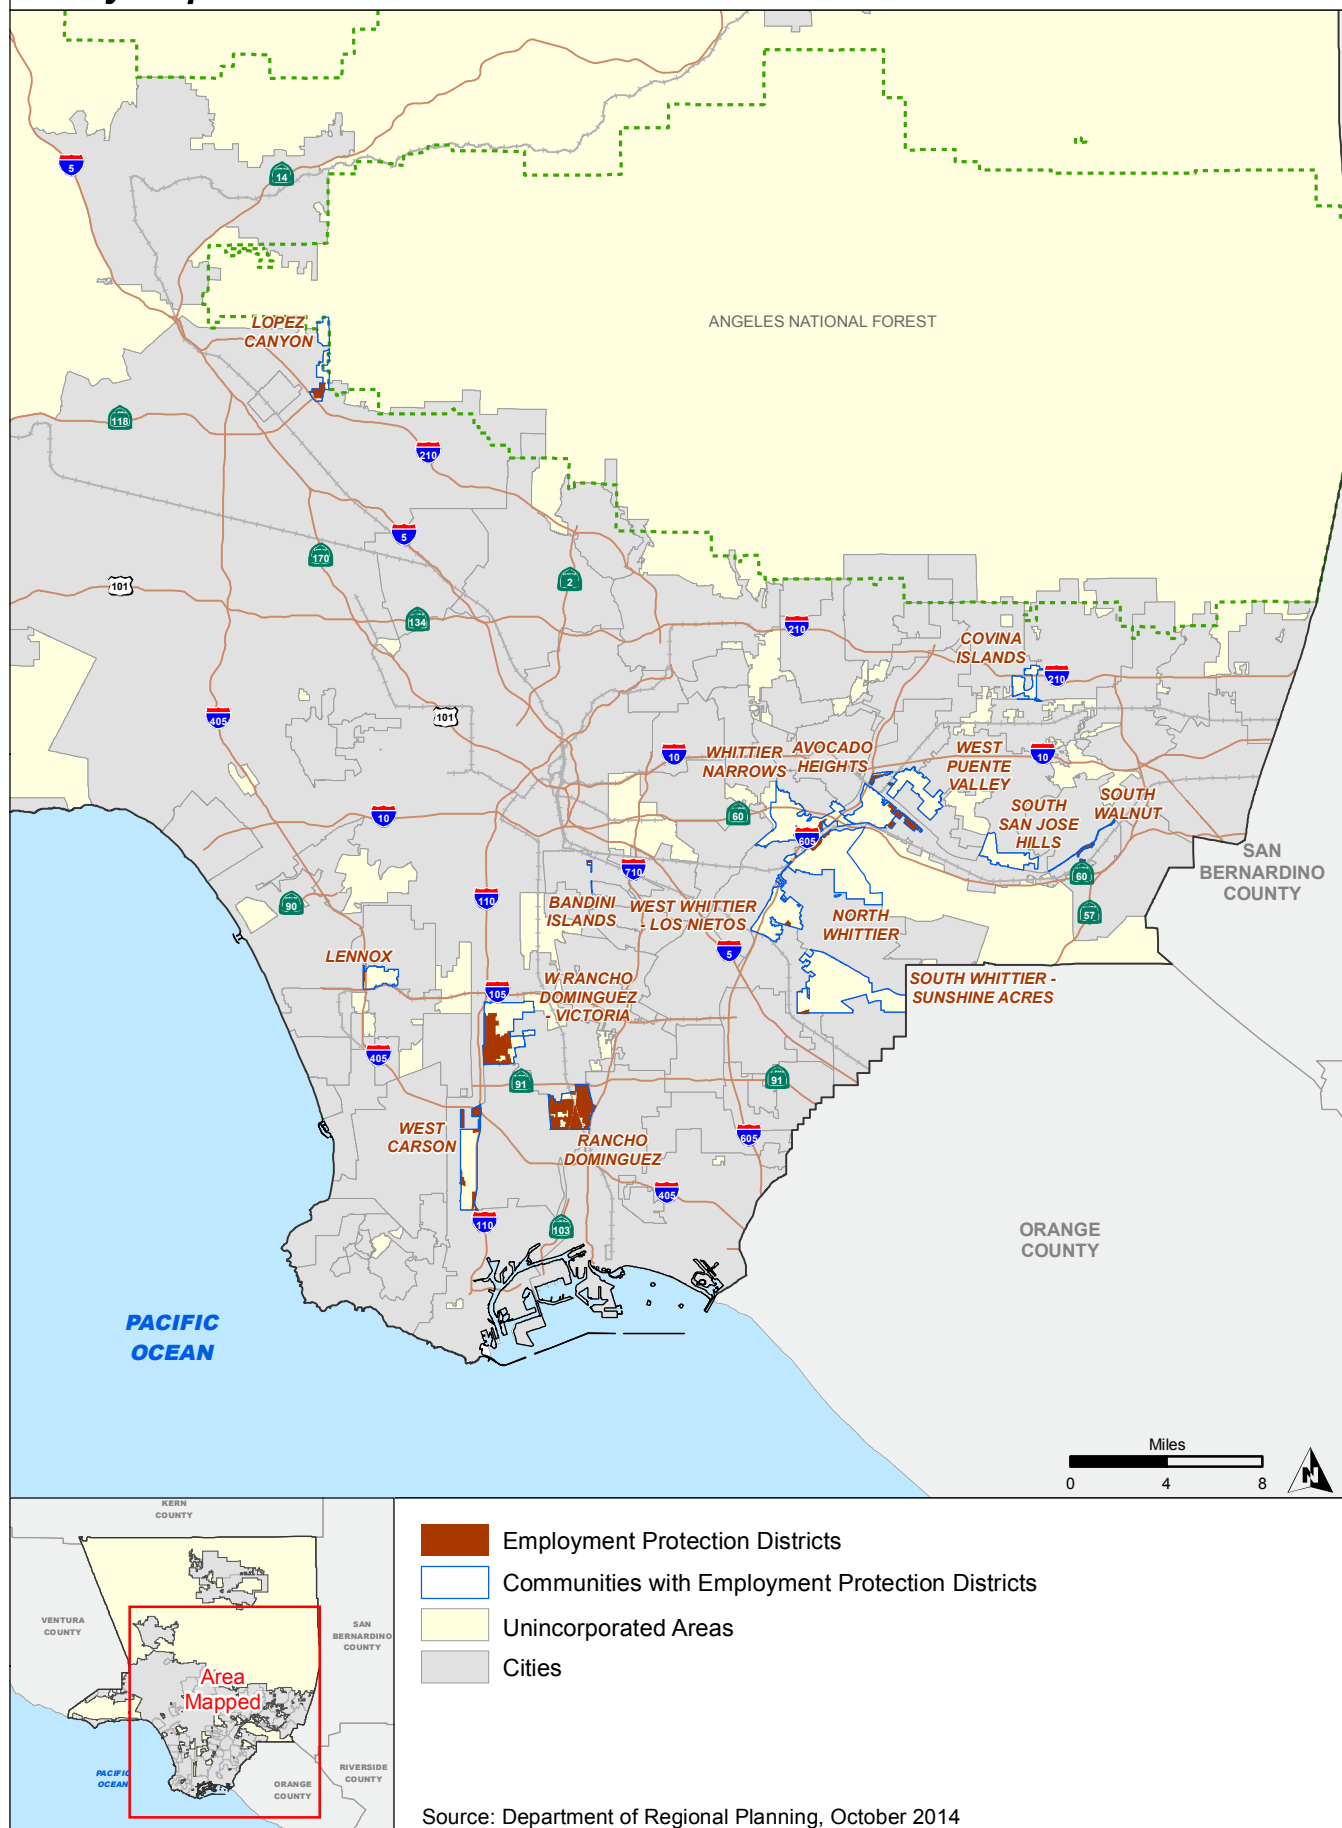 5
14
LOPEZ
CANYON
ANGELES NATIONAL FOREST
118
210
5
170
101
2
134
210
COVINA
ISLANDS
210
405
101
10
WHITTIER
NARROWS
AVOCADO
HEIGHTS
WEST
PUENTE
VALLEY
10
SOUTH
WALNUT
SOUTH
SAN JOSE
HILLS
10
60
605
SAN
BERNARDINO
COUNTY
60
57
710
110
90
BANDINI
ISLANDS
WEST WHITTIER
- LOS NIETOS
NORTH
WHITTIER
5
LENNOX
SOUTH WHITTIER -
SUNSHINE ACRES
W RANCHO
DOMINGUEZ
- VICTORIA
105
405
91
91
WEST
CARSON
RANCHO
DOMINGUEZ
605
405
110
103
ORANGE
COUNTY
PACIFIC
OCEAN
Miles
0 4 8
N
KERN
COUNTY
VENTURA
COUNTY
SAN
BERNARDINO
COUNTY
Area
Mapped
PACIFIC
OCEAN
ORANGE
COUNTY
RIVERSIDE
COUNTY
Employment Protection Districts
Communities with Employment Protection Districts
Unincorporated Areas
Cities
Source: Department of Regional Planning, October 2014